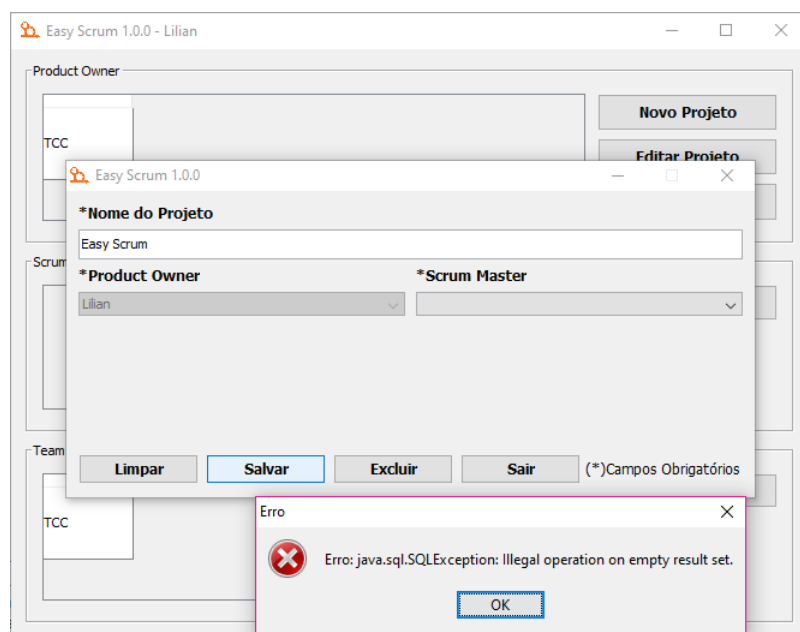 Easy Scrum 1.0.0 - Lilian
Product Owner
TCC
Novo Projeto
Editar Projeto
Easy Scrum 1.0.0
*Nome do Projeto
Easy Scrum
*Product Owner
*Scrum Master
Lilian
Scrum
Limpar
Salvar
Excluir
Sair
(*)Campos Obrigatórios
Team
TCC
Erro
Erro: java.sql.SQLException: Illegal operation on empty result set.
OK